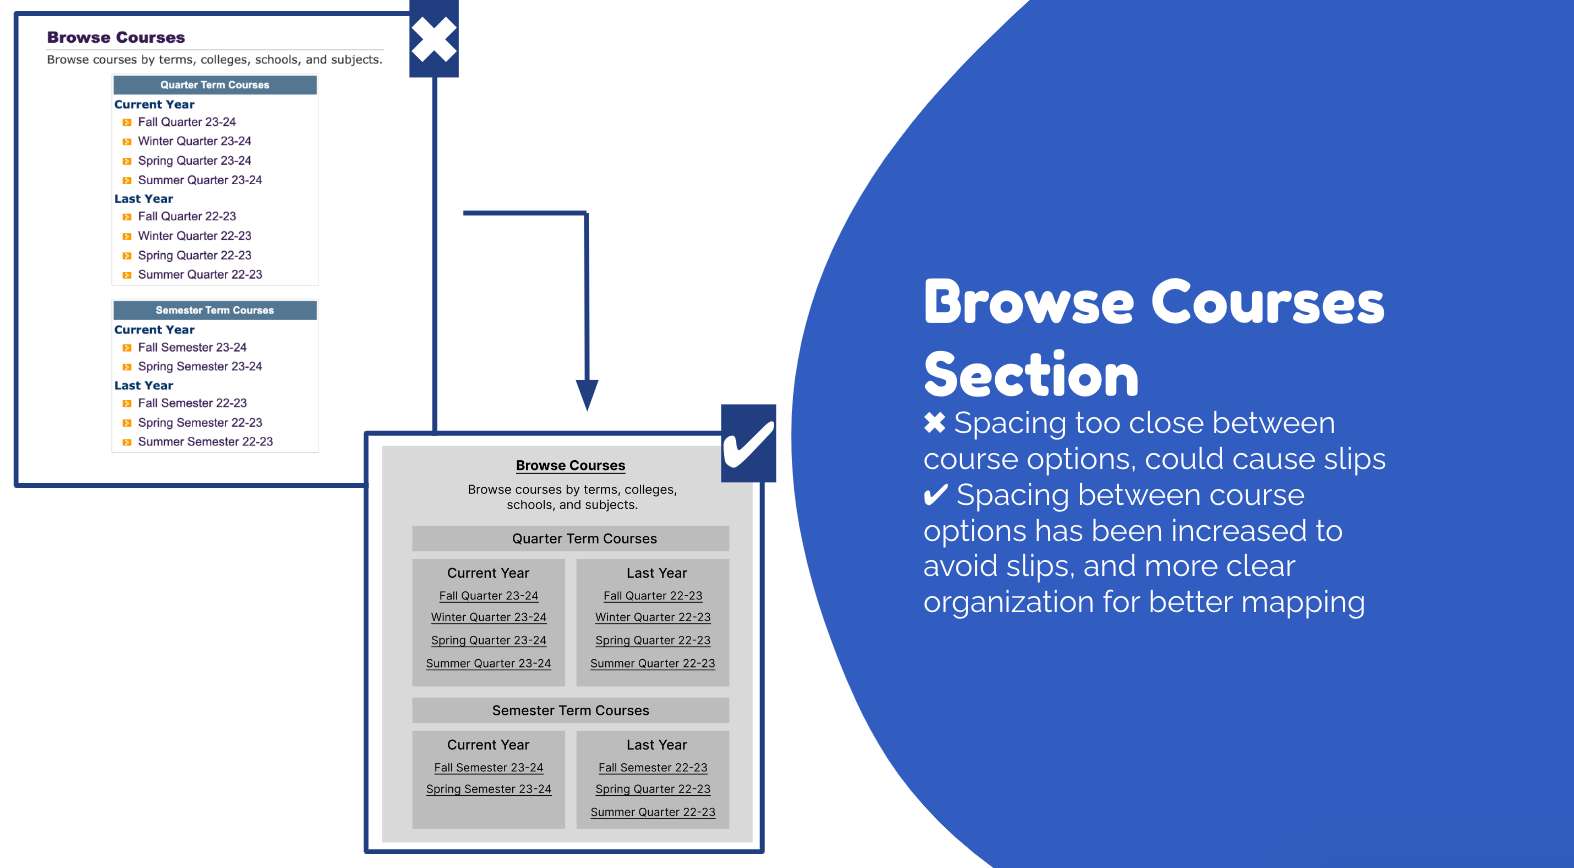 Browse Courses
Browse courses by terms, colleges, schools, and subjects.
Quarter Term Courses
Current Year
Fall Quarter 23-24
Winter Quarter 23-24
Spring Quarter 23-24
Summer Quarter 23-24
Last Year
Fall Quarter 22-23
Winter Quarter 22-23
Spring Quarter 22-23
Summer Quarter 22-23
Semester Term Courses
Current Year
Fall Semester 23-24
Spring Semester 23-24
Last Year
Fall Semester 22-23
Spring Semester 22-23
Summer Semester 22-23
Browse Courses
Browse courses by terms, colleges,
schools, and subjects.
Quarter Term Courses
Current Year
Fall Quarter 23-24
Winter Quarter 23-24
Spring Quarter 23-24
Summer Quarter 23-24
Last Year
Fall Quarter 22-23
Winter Quarter 22-23
Spring Quarter 22-23
Summer Quarter 22-23
Semester Term Courses
Current Year
Fall Semester 23-24
Spring Semester 23-24
Last Year
Fall Semester 22-23
Spring Quarter 22-23
Summer Quarter 22-23
Browse Courses
Section
✖ Spacing too close between
course options, could cause slips
✔ Spacing between course
options has been increased to
avoid slips, and more clear
organization for better mapping